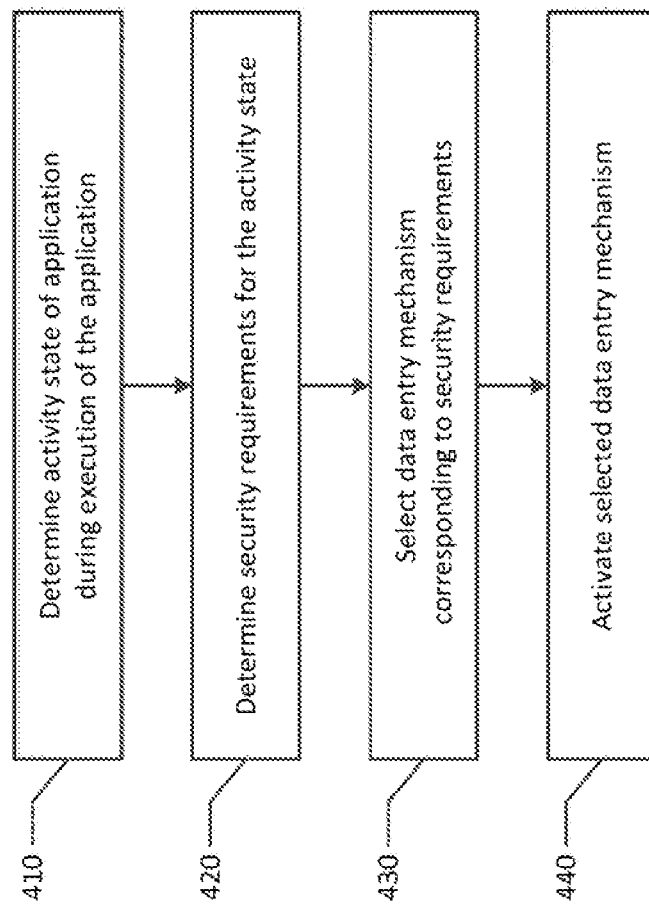 410
Determine activity state of application
during execution of the application
420
Determine security requirements for the activity state
430
Select data entry mechanism
corresponding to security requirements
440
Activate selected data entry mechanism